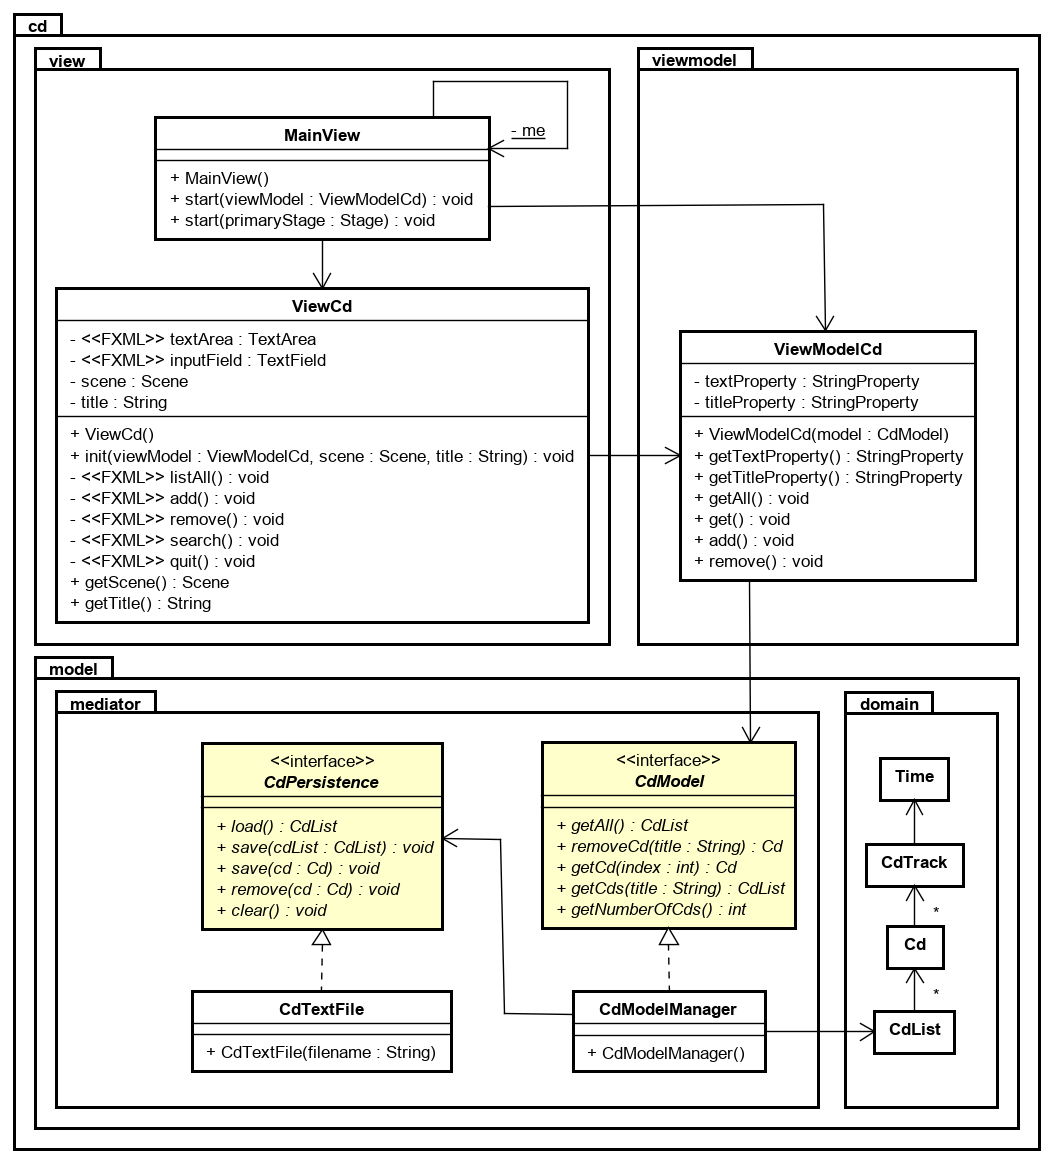 cd
view
MainView
- me
+ MainView()
+ start(viewModel : ViewModelCd) : void
+ start(primaryStage : Stage) : void
ViewCd
- <<FXML>> textArea : TextArea
- <<FXML>> inputField : TextField
- scene : Scene
- title : String
+ ViewCd()
+ init(viewModel : ViewModelCd, scene : Scene, title : String) : void
- <<FXML>> listAll() : void
- <<FXML>> add() : void
- <<FXML>> remove() : void
- <<FXML>> search() : void
- <<FXML>> quit() : void
+ getScene() : Scene
+ getTitle() : String
viewmodel
ViewModelCd
- textProperty : StringProperty
- titleProperty : StringProperty
+ ViewModelCd(model : CdModel)
+ getTextProperty() : StringProperty
+ getTitleProperty() : StringProperty
+ getAll() : void
+ get() : void
+ add() : void
+ remove() : void
model
mediator
<<interface>>
CdPersistence
+ load() : CdList
+ save(cdList : CdList) : void
+ save(cd : Cd) : void
+ remove(cd : Cd) : void
+ clear() : void
<<interface>>
CdModel
+ getAll() : CdList
+ removeCd(title : String) : Cd
+ getCd(index : int) : Cd
+ getCds(title : String) : CdList
+ getNumberOfCds() : int
CdTextFile
+ CdTextFile(filename : String)
CdModelManager
+ CdModelManager()
domain
Time
CdTrack
*
Cd
*
CdList